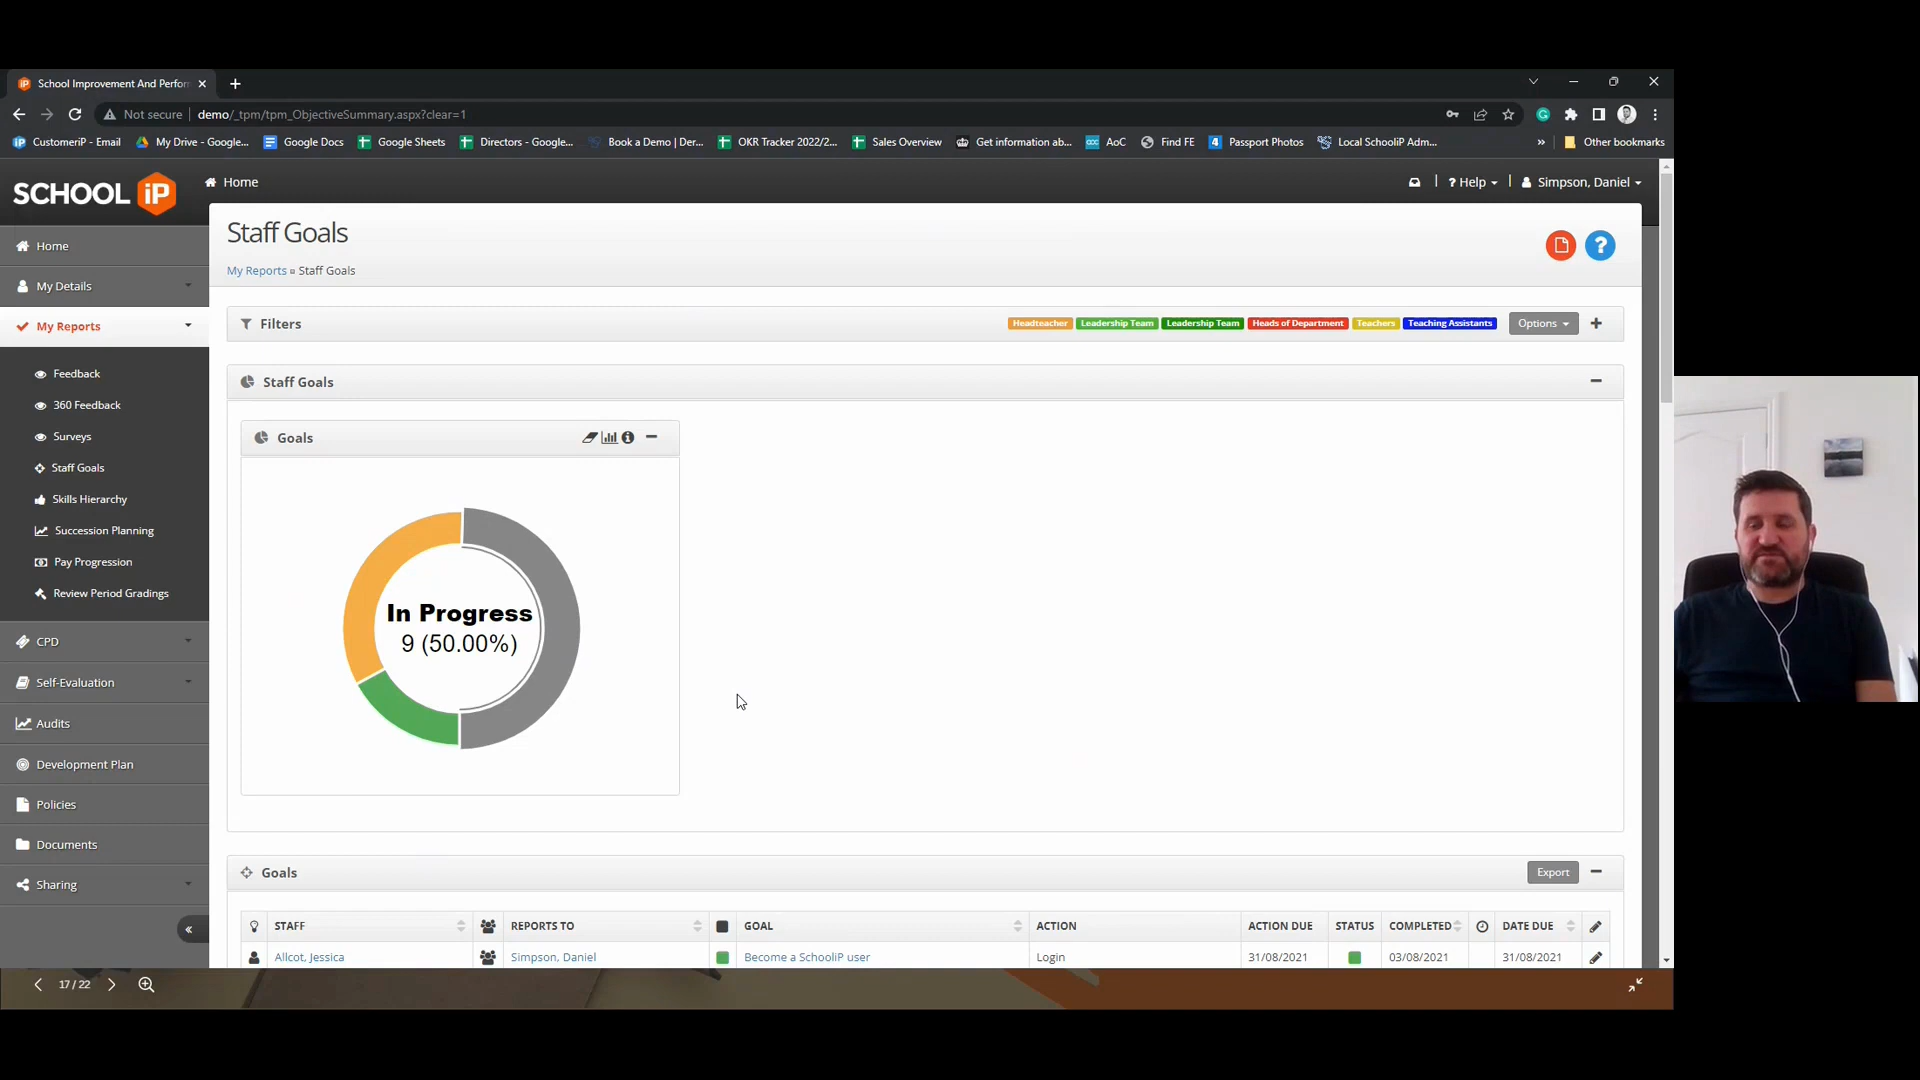 School Improvement And Perfor
Not secure
demo/_tpm/tpm_ObjectiveSummary.aspx?clear=1
CustomeriP - Email
My Drive - Google...
Google Docs
Google Sheets
Directors - Google...
Book a Demo | Der...
OKR Tracker 2022/2...
Sales Overview
Get information ab...
AoC
Find FE
Passport Photos
Local SchooliP Adm...
»
Other bookmarks
SCHOOL iP
Home
? Help
Simpson, Daniel
Home
My Details
My Reports
Feedback
360 Feedback
Surveys
Staff Goals
Skills Hierarchy
Succession Planning
Pay Progression
Review Period Gradings
CPD
Self-Evaluation
Audits
Development Plan
Policies
Documents
Sharing
«
Staff Goals
?
My Reports » Staff Goals
Filters
Headteacher
Leadership Team
Leadership Team
Heads of Department
Teachers
Teaching Assistants
Options
Staff Goals
Goals
In Progress
9 (50.00%)
Goals
Export
STAFF REPORTS TO GOAL ACTION ACTION DUE STATUS COMPLETED DATE DUE
Allcot, Jessica Simpson, Daniel Become a SchooliP user Login 31/08/2021 03/08/2021 31/08/2021
17/22